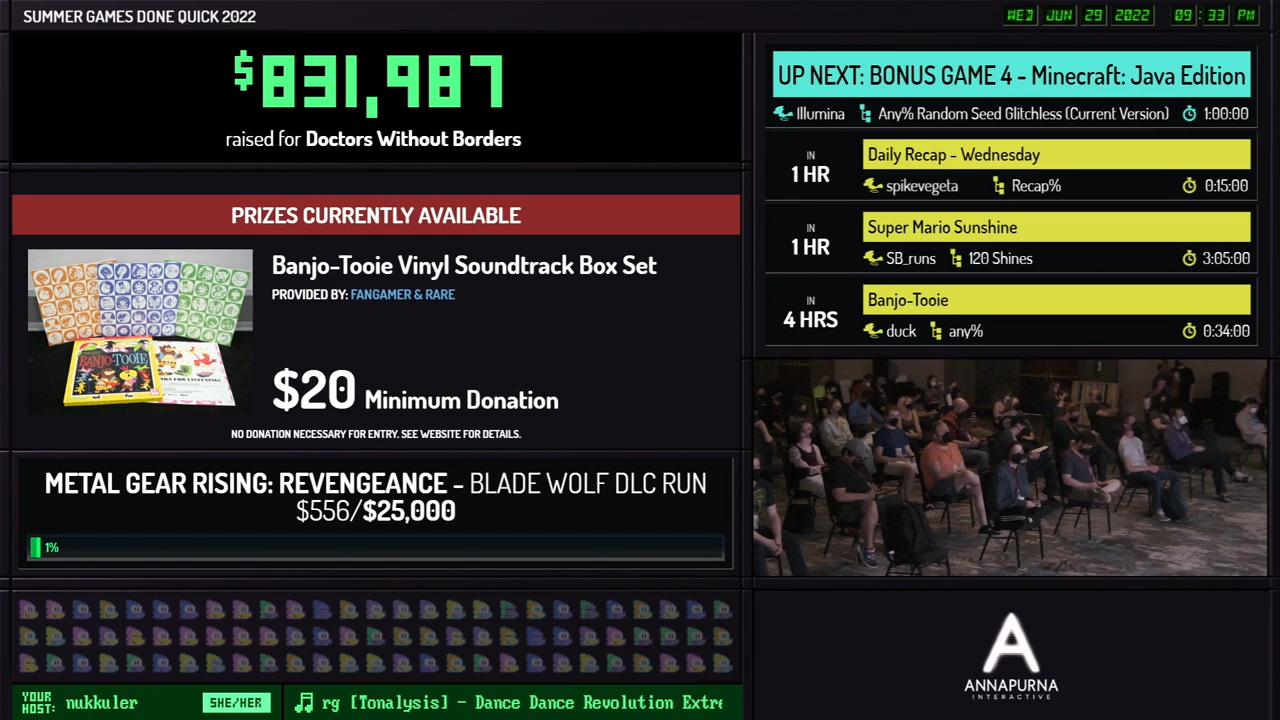 SUMMER GAMES DONE QUICK 2022
WED JUN 29 2022 09:33 PM
$831,987
raised for Doctors Without Borders
PRIZES CURRENTLY AVAILABLE
BANJO-TOOIE
Banjo-Tooie Vinyl Soundtrack Box Set
PROVIDED BY: FANGAMER & RARE
$20 Minimum Donation
NO DONATION NECESSARY FOR ENTRY. SEE WEBSITE FOR DETAILS.
METAL GEAR RISING: REVENGEANCE - BLADE WOLF DLC RUN
$556/$25,000
1%
YOUR HOST: nukkuler SHE/HER
rg [Tonalysis] - Dance Dance Revolution Extre
UP NEXT: BONUS GAME 4 - Minecraft: Java Edition
Illumina Any% Random Seed Glitchless (Current Version) 1:00:00
IN 1 HR
Daily Recap - Wednesday
spikevegeta Recap% 0:15:00
IN 1 HR
Super Mario Sunshine
SB_runs 120 Shines 3:05:00
IN 4 HRS
Banjo-Tooie
duck any% 0:34:00
A
ANNAPURNA
INTERACTIVE